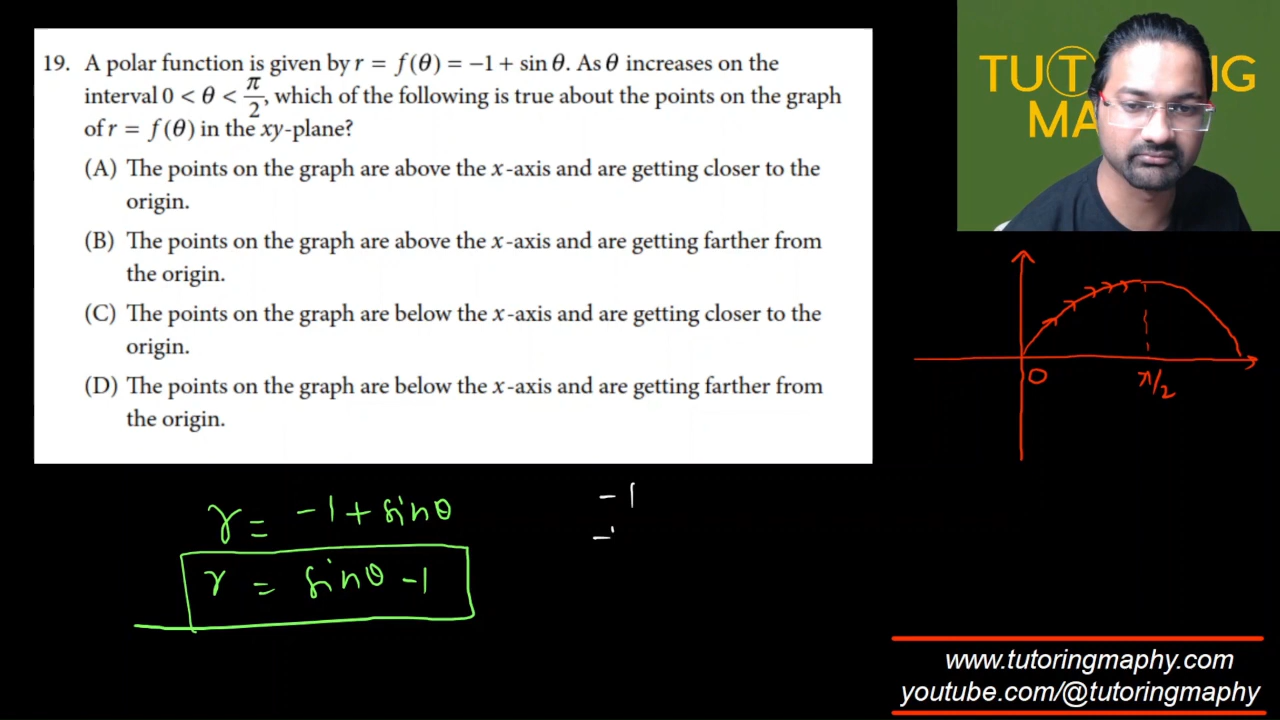 19. A polar function is given by r = f(θ) = −1 + sin θ. As θ increases on the
interval 0 < θ < π/2, which of the following is true about the points on the graph
of r = f(θ) in the xy-plane?
(A) The points on the graph are above the x-axis and are getting closer to the
origin.
(B) The points on the graph are above the x-axis and are getting farther from
the origin.
(C) The points on the graph are below the x-axis and are getting closer to the
origin.
(D) The points on the graph are below the x-axis and are getting farther from
the origin.
TUTORING
MA
0
π/2
r = -1 + sinθ
r = sinθ - 1
-1
www.tutoringmaphy.com
youtube.com/@tutoringmaphy